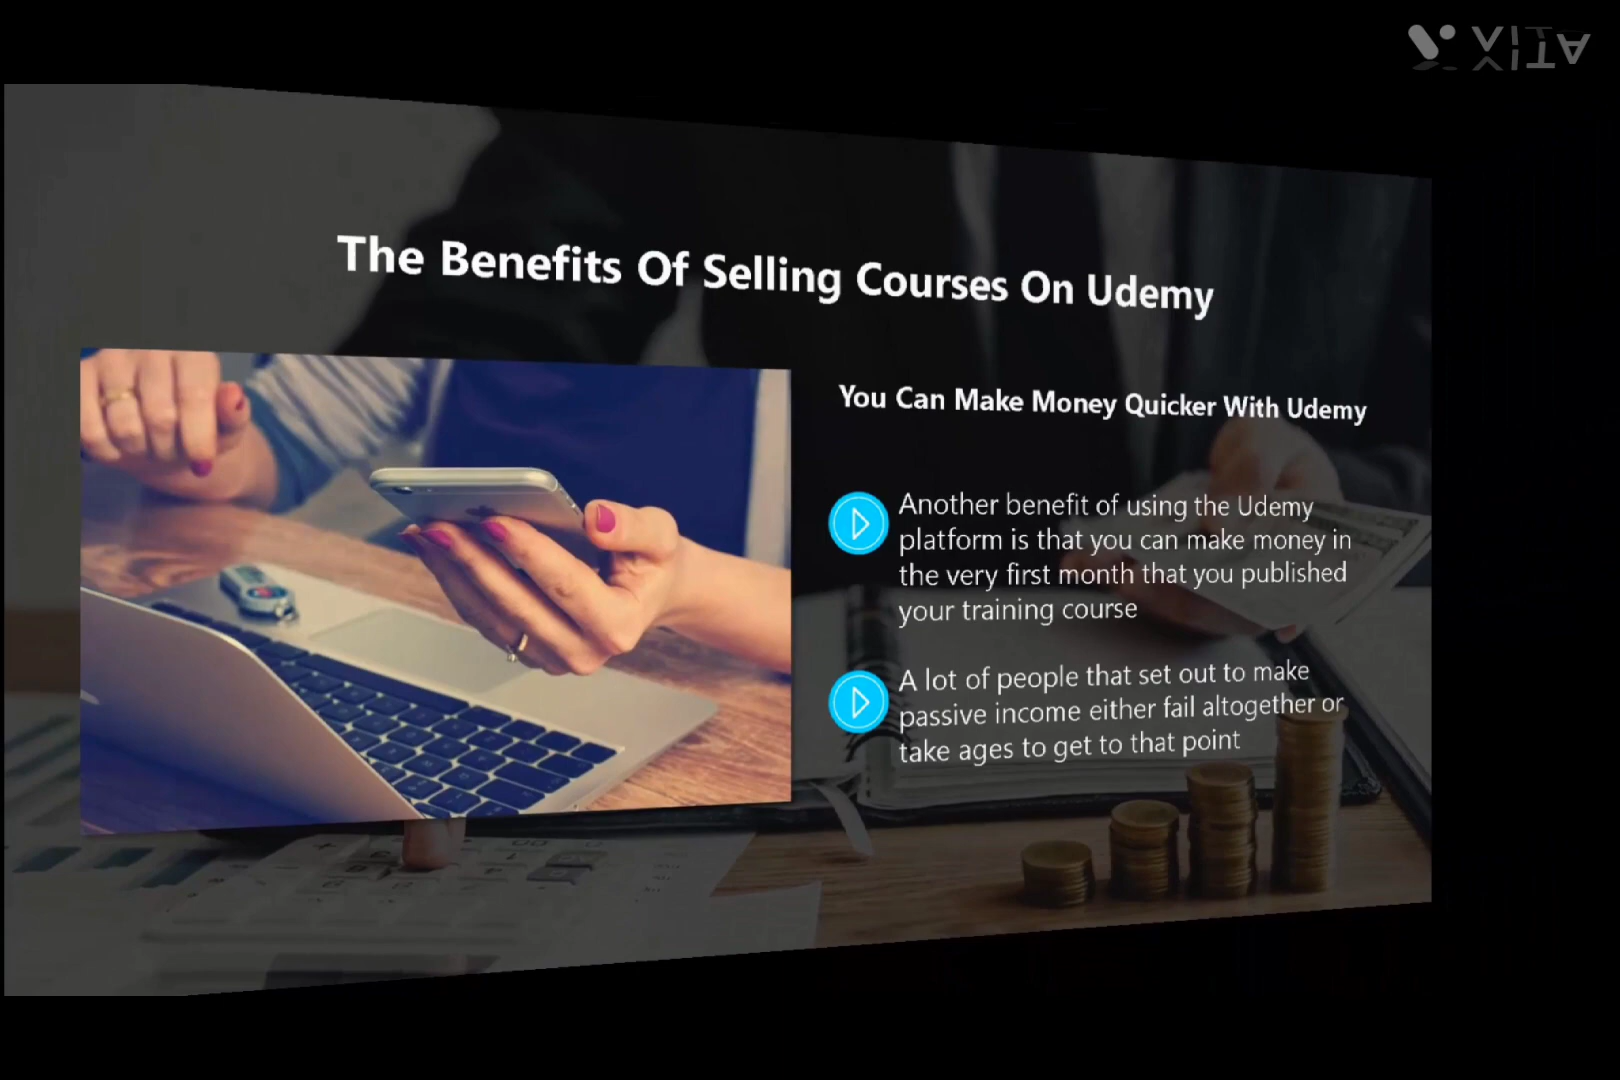 VITA
The Benefits Of Selling Courses On Udemy
You Can Make Money Quicker With Udemy
Another benefit of using the Udemy
platform is that you can make money in
the very first month that you published
your training course
A lot of people that set out to make
passive income either fail altogether or
take ages to get to that point